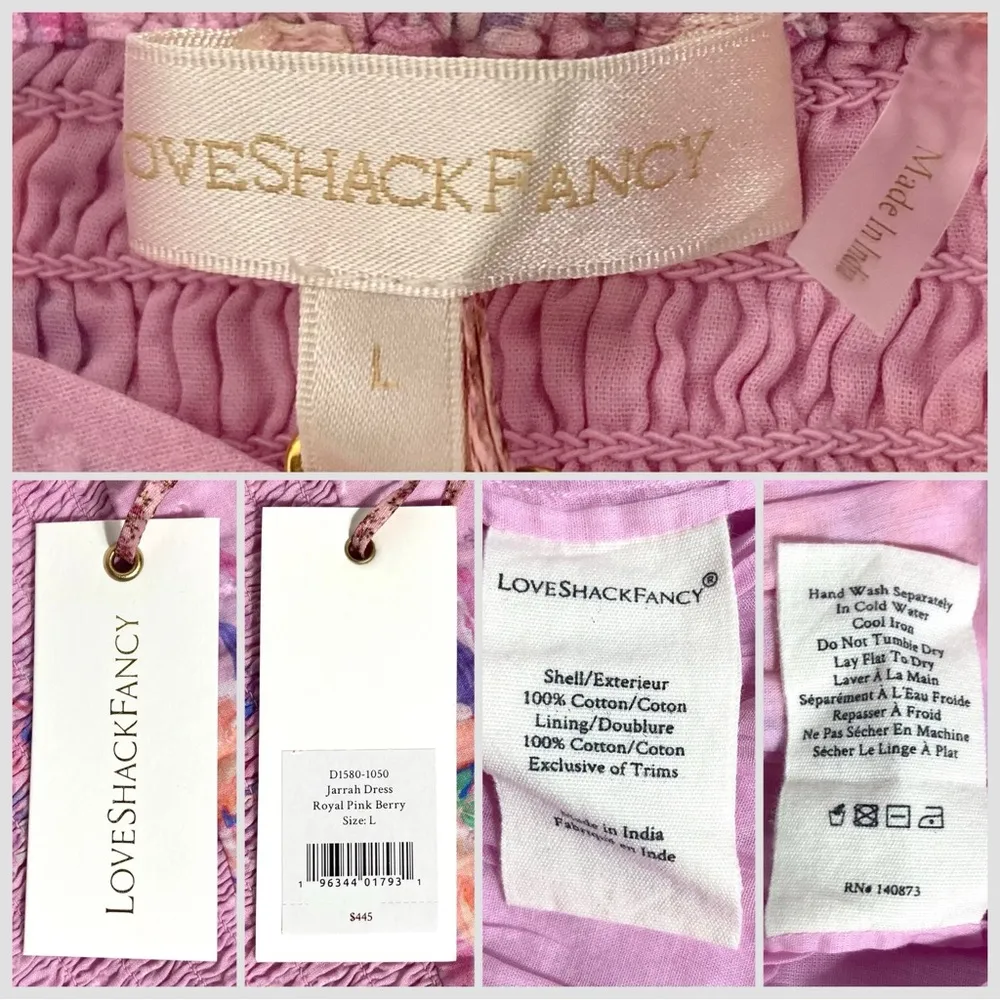 LOVESHACKFANCY
Made In India
L
LOVESHACKFANCY
D1580-1050
Jarrah Dress
Royal Pink Berry
Size: L
1 96344 01793 1
$445
LOVESHACKFANCY®
Shell/Exterieur
100% Cotton/Coton
Lining/Doublure
100% Cotton/Coton
Exclusive of Trims
Made in India
Fabriqué en Inde
Hand Wash Separately
In Cold Water
Cool Iron
Do Not Tumble Dry
Lay Flat To Dry
Laver À La Main
Séparément À L'Eau Froide
Repasser À Froid
Ne Pas Sécher En Machine
Sécher Le Linge À Plat
RN# 140873